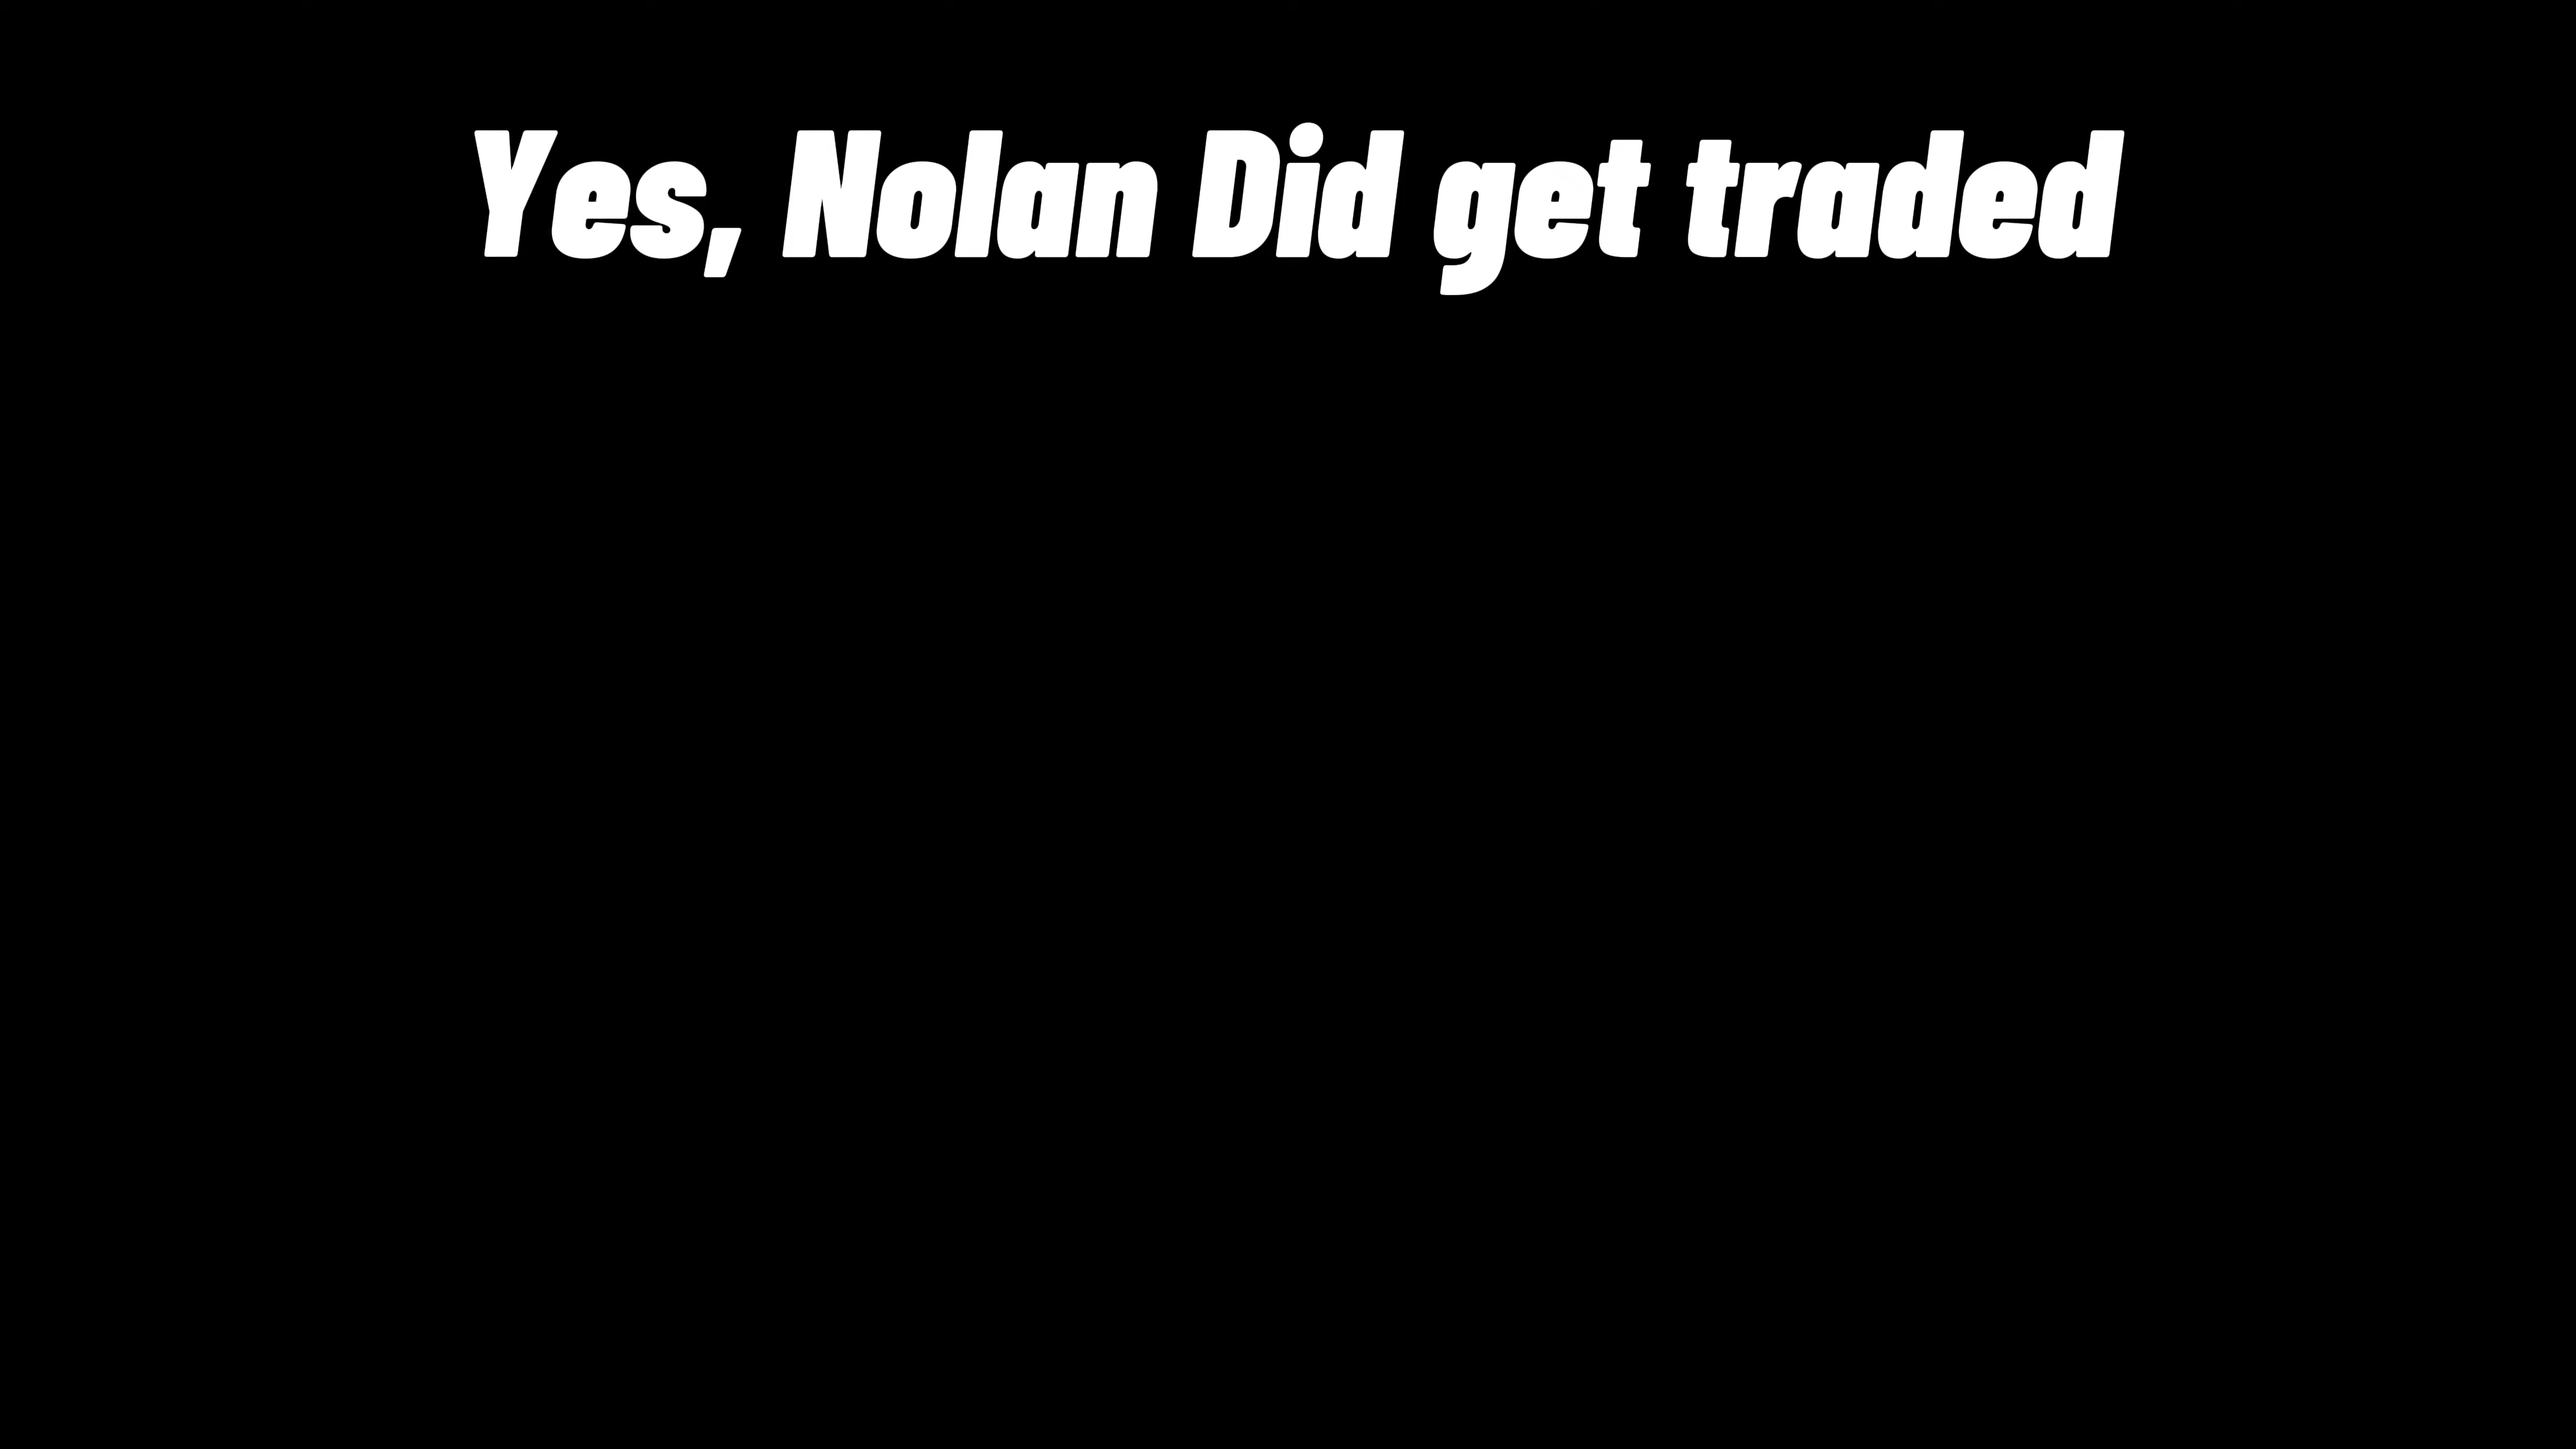 Yes, Nolan Did get traded